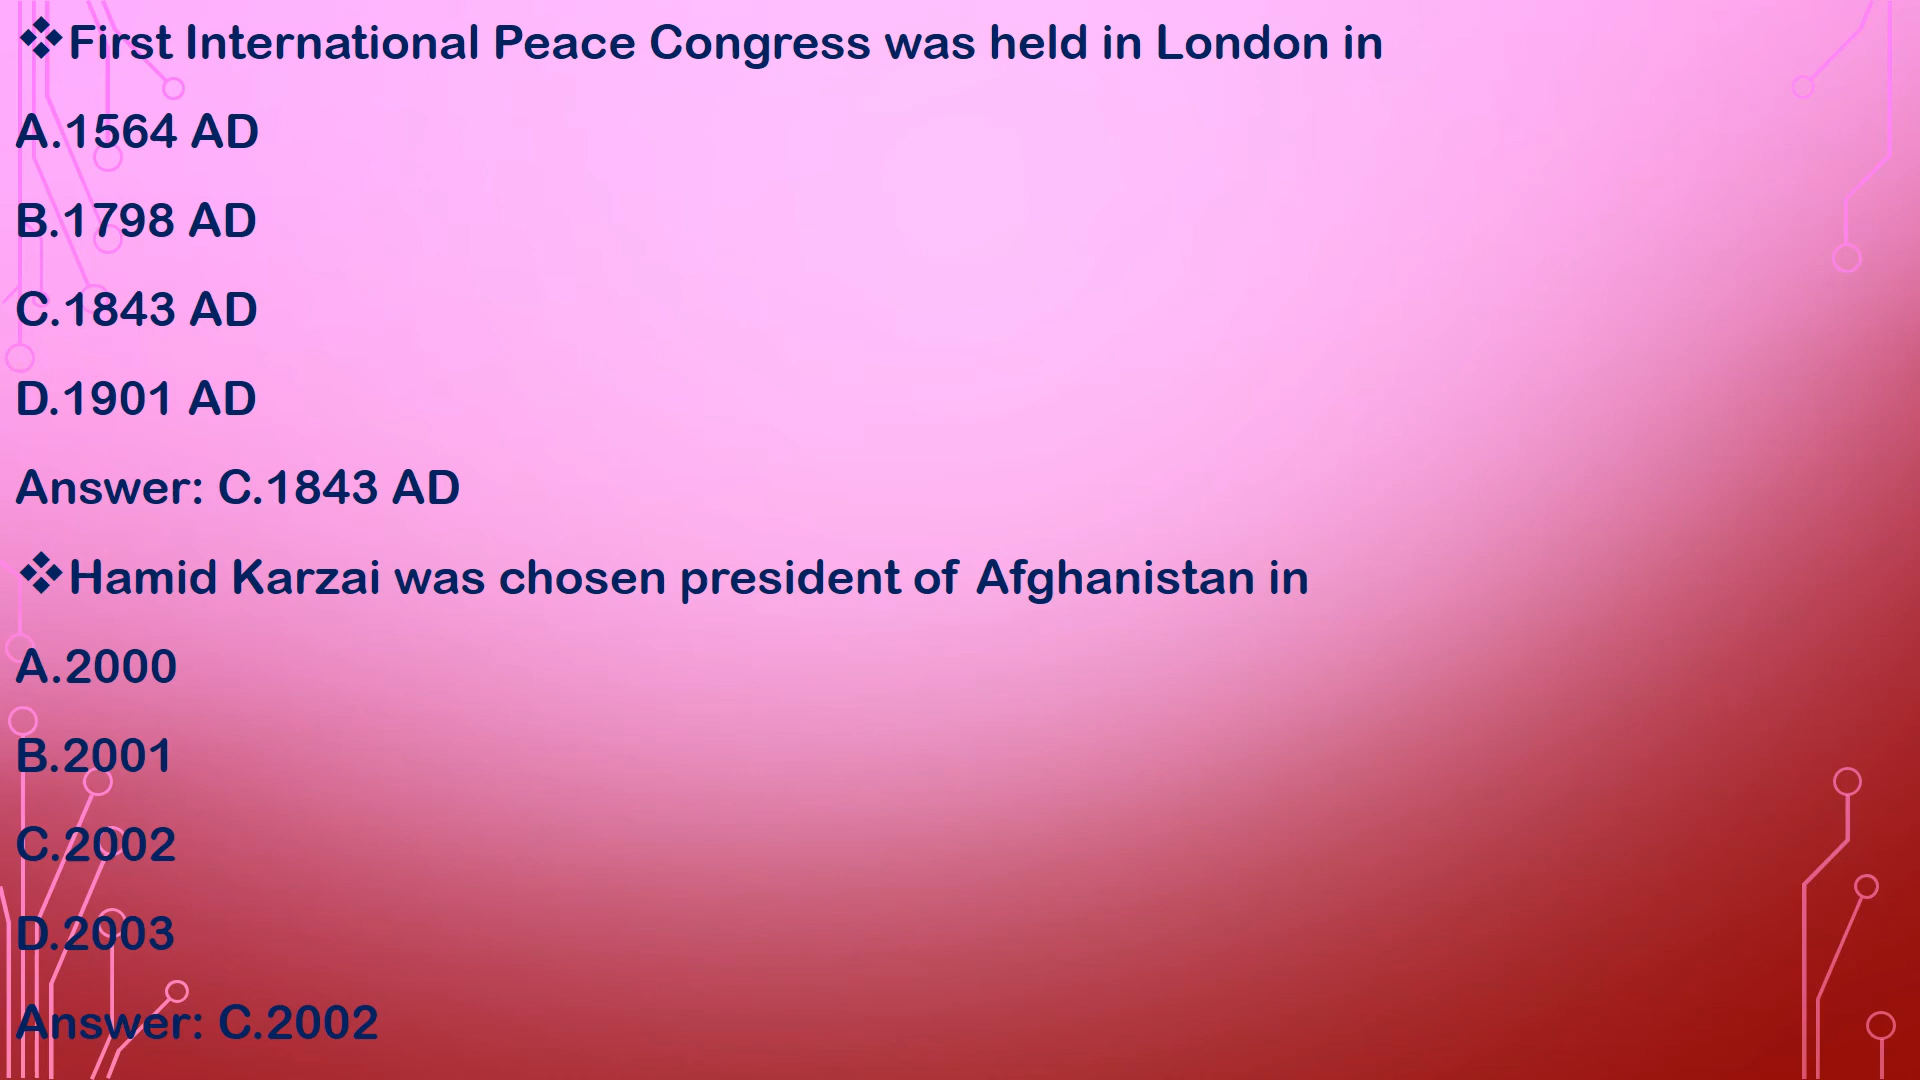 ❖First International Peace Congress was held in London in
A.1564 AD
B.1798 AD
C.1843 AD
D.1901 AD
Answer: C.1843 AD
❖Hamid Karzai was chosen president of Afghanistan in
A.2000
B.2001
C.2002
D.2003
Answer: C.2002